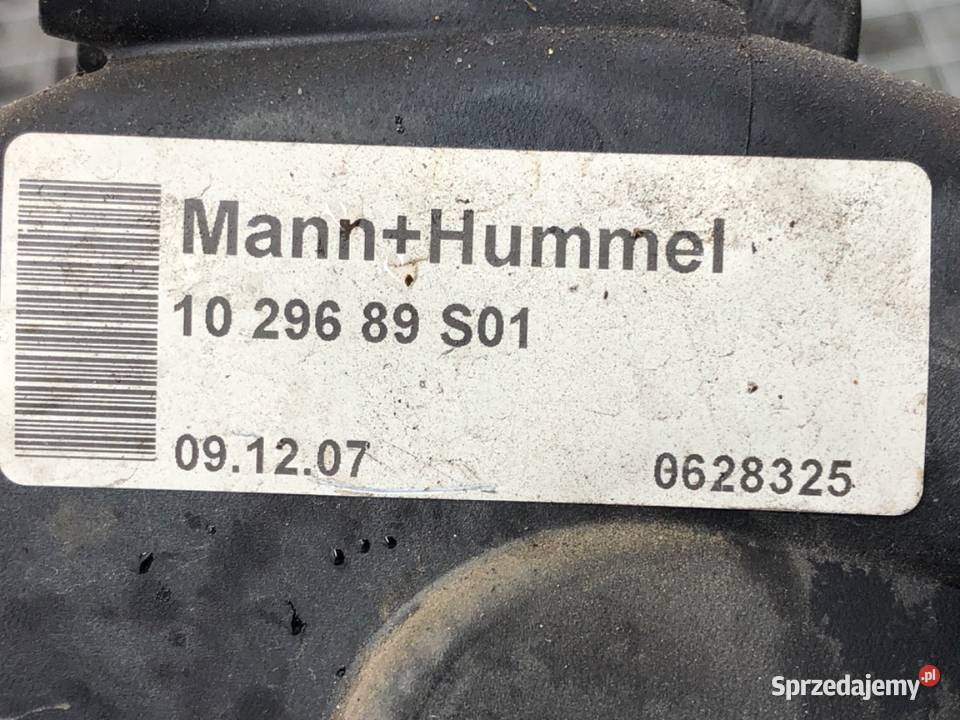 Mann+Hummel
10 296 89 S01
09.12.07
0628325
Sprzedajemy.pl